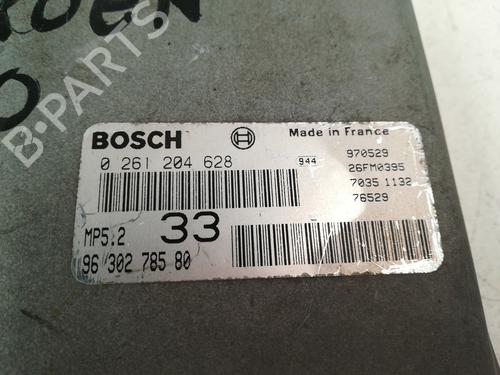 B-PARTS
BOSCH
Made in France
0 261 204 628
944
970529
26FM0395
7035 1132
76529
MP5.2
33
96 302 785 80